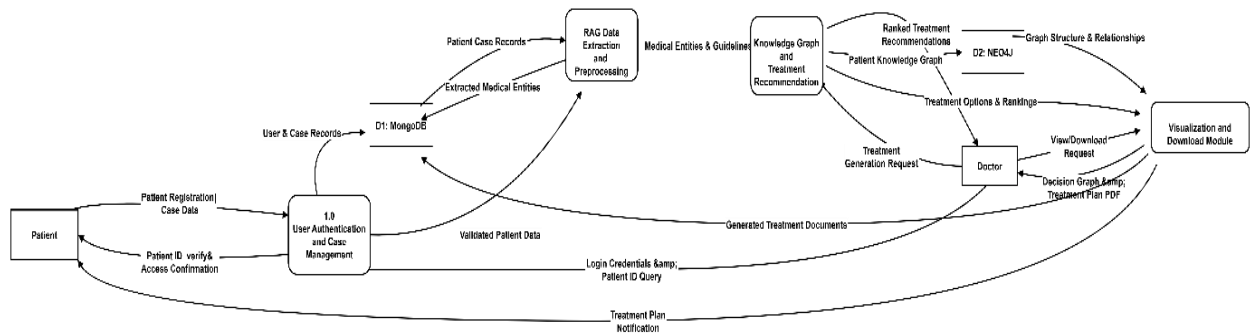 RAG Data
Extraction
and
Preprocessing
Patient Case Records
Extracted Medical Entities
Medical Entities & Guidelines
Knowledge Graph
and
Treatment
Recommendation
Ranked Treatment
Recommendations
Graph Structure & Relationships
Patient Knowledge Graph
D2: NEO4J
Treatment Options & Rankings
Visualization and
Download Module
D1: MongoDB
User & Case Records
Treatment
Generation Request
Doctor
View/Download
Request
Decision Graph &amp;
Treatment Plan PDF
Patient Registration|
Case Data
1.0
User Authentication
and Case
Management
Patient
Patient ID verify&
Access Confirmation
Validated Patient Data
Generated Treatment Documents
Login Credentials &amp;
Patient ID Query
Treatment Plan
Notification